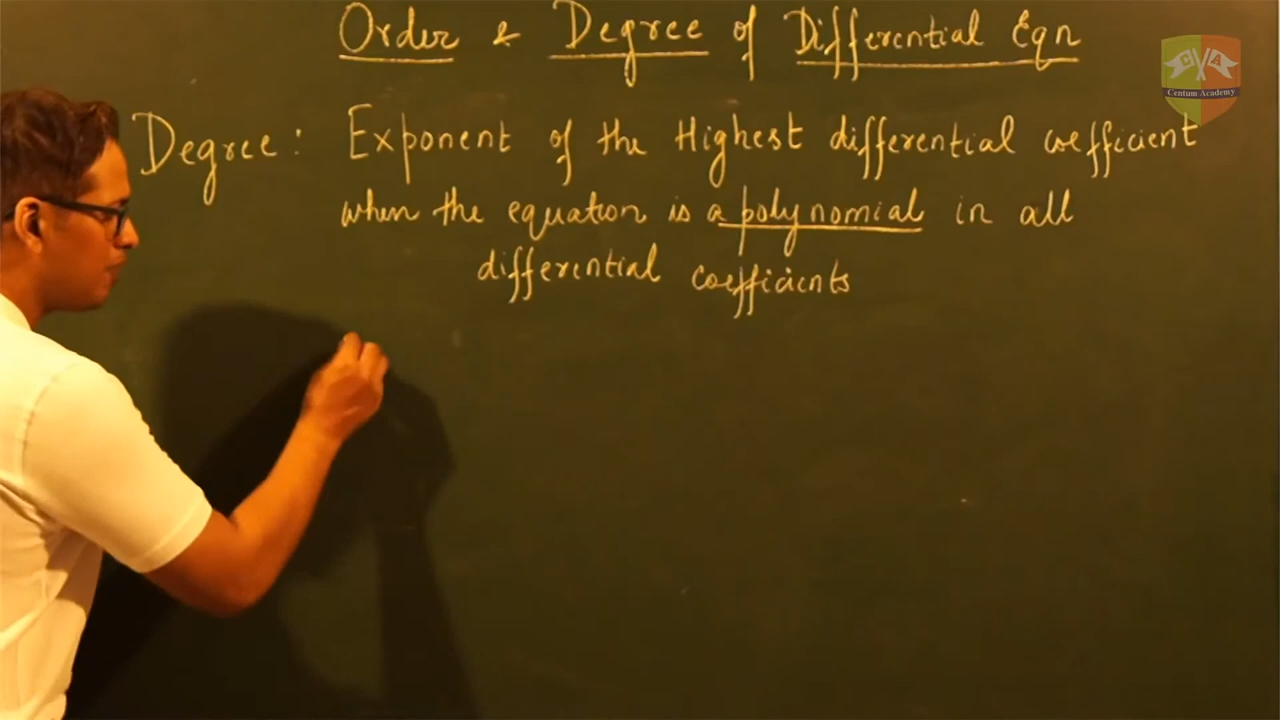 Order & Degree of Differential Eqn
C A
Centum Academy
Degree: Exponent of the Highest differential coefficient
when the equation is a polynomial in all
differential coefficients